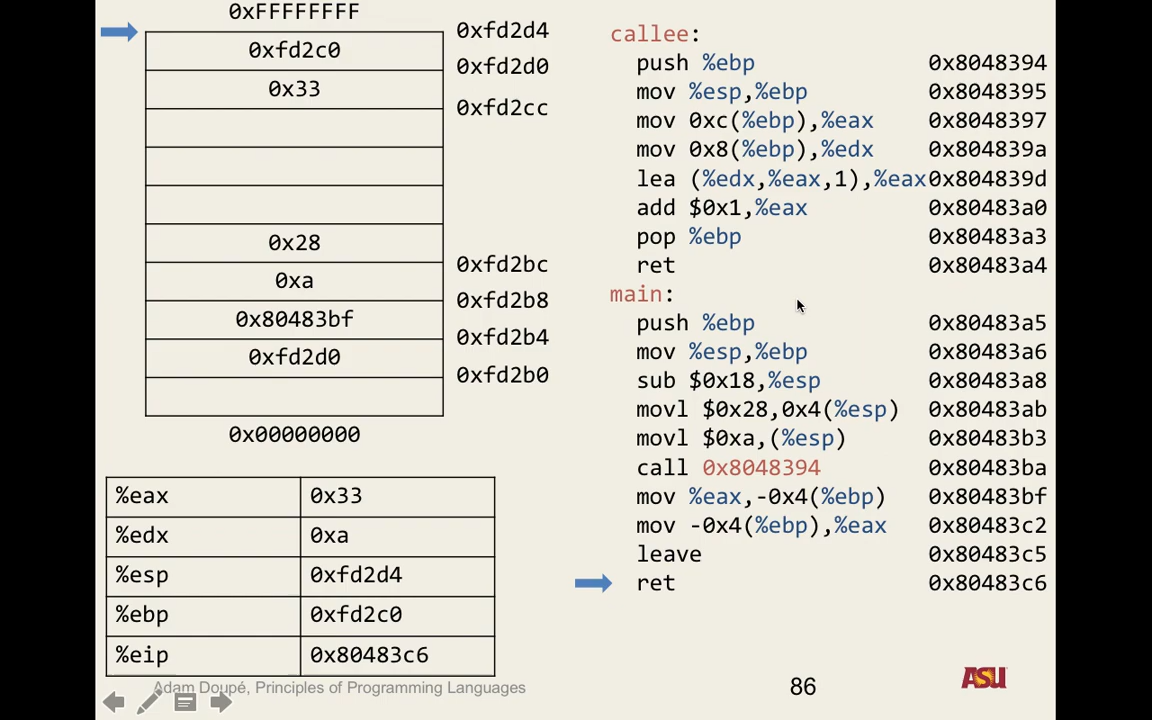 0xFFFFFFFF
0xfd2d4
0xfd2c0
0xfd2d0
0x33
0xfd2cc
0x28
0xfd2bc
0xa
0xfd2b8
0x80483bf
0xfd2b4
0xfd2d0
0xfd2b0
0x00000000
%eax 0x33
%edx 0xa
%esp 0xfd2d4
%ebp 0xfd2c0
%eip 0x80483c6
callee:
push %ebp 0x8048394
mov %esp,%ebp 0x8048395
mov 0xc(%ebp),%eax 0x8048397
mov 0x8(%ebp),%edx 0x804839a
lea (%edx,%eax,1),%eax 0x804839d
add $0x1,%eax 0x80483a0
pop %ebp 0x80483a3
ret 0x80483a4
main:
push %ebp 0x80483a5
mov %esp,%ebp 0x80483a6
sub $0x18,%esp 0x80483a8
movl $0x28,0x4(%esp) 0x80483ab
movl $0xa,(%esp) 0x80483b3
call 0x8048394 0x80483ba
mov %eax,-0x4(%ebp) 0x80483bf
mov -0x4(%ebp),%eax 0x80483c2
leave 0x80483c5
ret 0x80483c6
Adam Doupé, Principles of Programming Languages
86
ASU